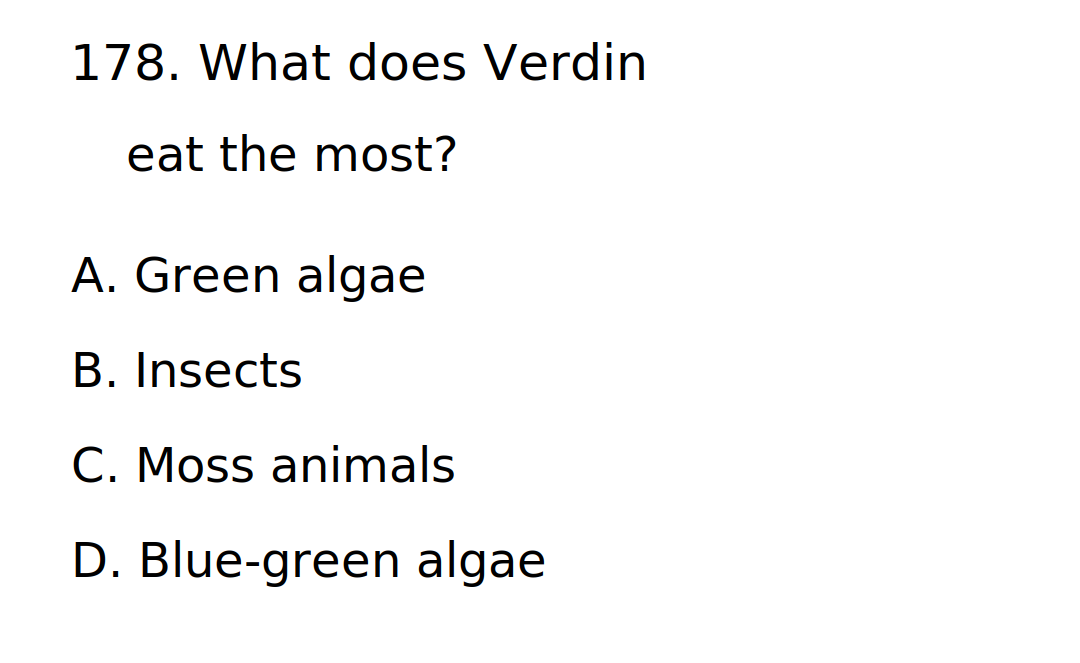 178. What does Verdin
eat the most?
A. Green algae
B. Insects
C. Moss animals
D. Blue-green algae